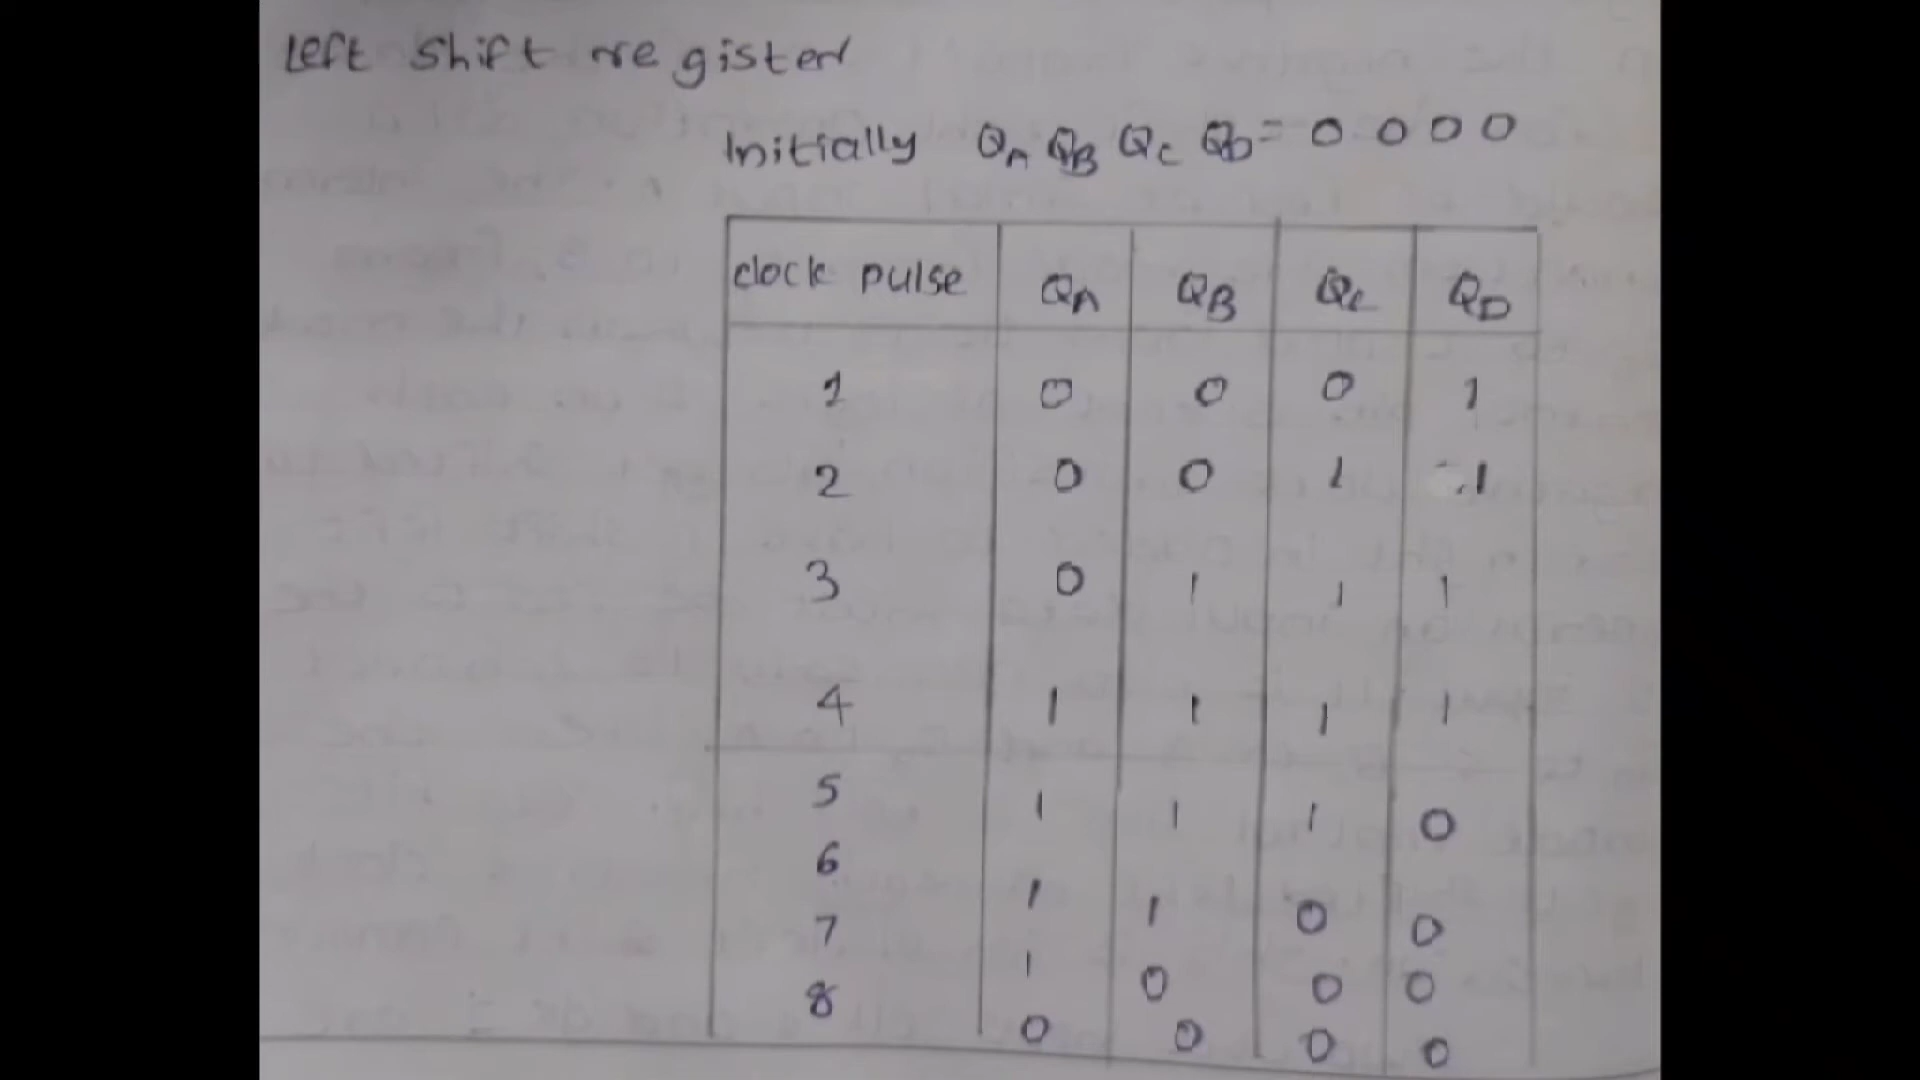 Left shift register
Initially QA QB QC QD = 0 0 0 0
clock pulse QA QB QC QD
1 0 0 0 1
2 0 0 1 1
3 0 1 1 1
4 1 1 1 1
5 1 1 1 0
6 1 1 0 0
7 1 0 0 0
8 0 0 0 0